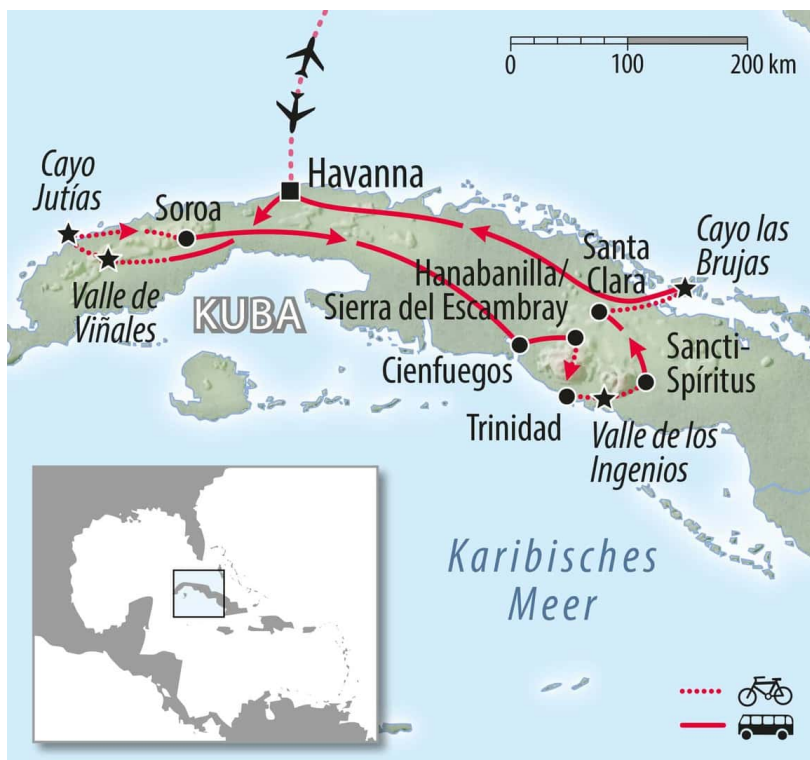 0 100 200 km
Havanna
Cayo
Jutías
Soroa
Valle de
Viñales
KUBA
Hanabanilla/
Sierra del Escambray
Santa
Clara
Cayo las
Brujas
Cienfuegos
Sancti-
Spíritus
Trinidad
Valle de los
Ingenios
Karibisches
Meer